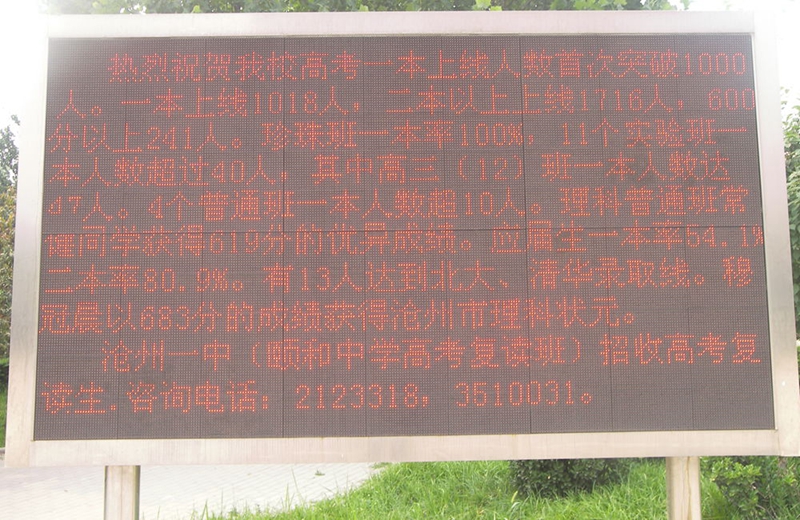 热烈祝贺我校高考一本上线人数首次突破1000
人。一本上线1018人，二本以上上线1716人，600
分以上241人。珍珠班一本率100%  11个实验班一
本人数超过40人，其中高三（12）班一本人数达
47人。4个普通班一本人数超10人。理科普通班常
同学获得619分的优异成绩。应届生一本率54.1%
二本率80.9%。有13人达到北大、清华录取线。穆
冠晨以683分的成绩获得沧州市理科状元。
沧州一中（颐和中学高考复读班）招收高考复
读生.咨询电话：2123318，3510031。